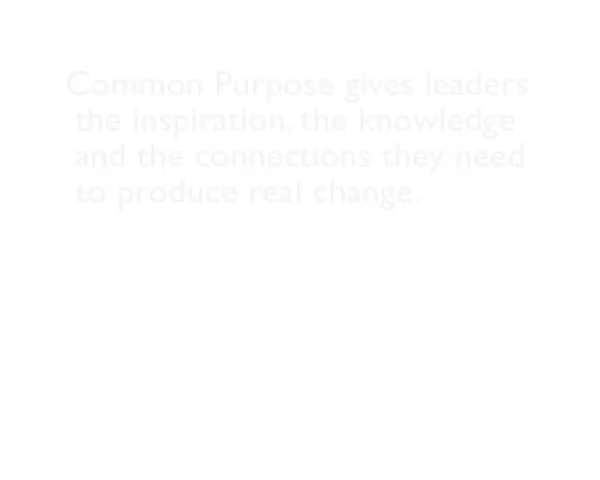 Common Purpose gives leaders
the inspiration, the knowledge
and the connections they need
to produce real change.